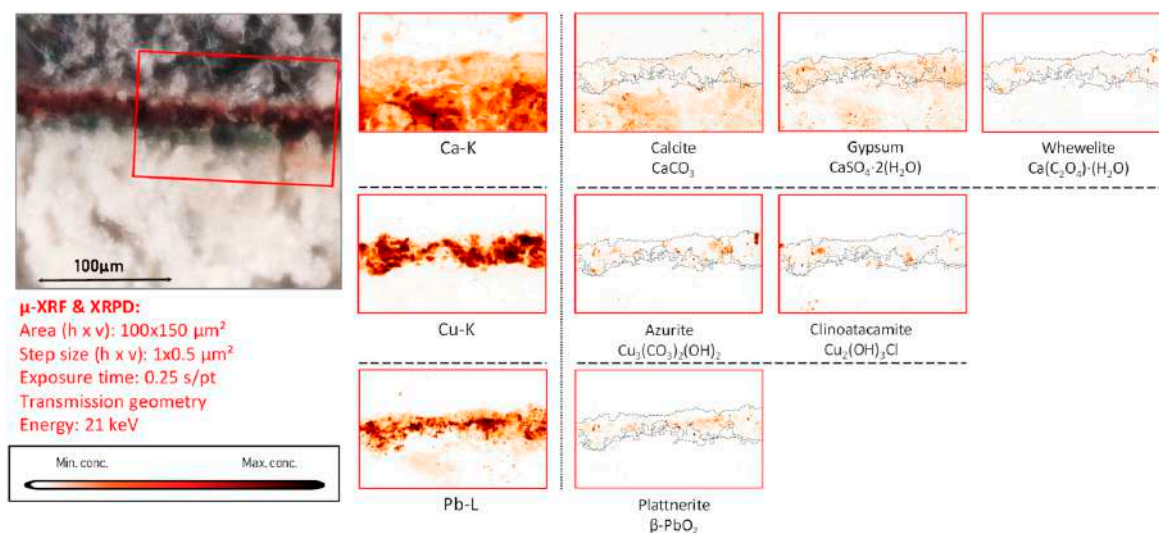 100μm
μ-XRF & XRPD:
Area (h x v): 100x150 μm²
Step size (h x v): 1x0.5 μm²
Exposure time: 0.25 s/pt
Transmission geometry
Energy: 21 keV
Min. conc. Max. conc.
Ca-K
Cu-K
Pb-L
Calcite
CaCO₃
Gypsum
CaSO₄·2(H₂O)
Whewelite
Ca(C₂O₄)·(H₂O)
Azurite
Cu₃(CO₃)₂(OH)₂
Clinoatacamite
Cu₂(OH)₃Cl
Plattnerite
β-PbO₂